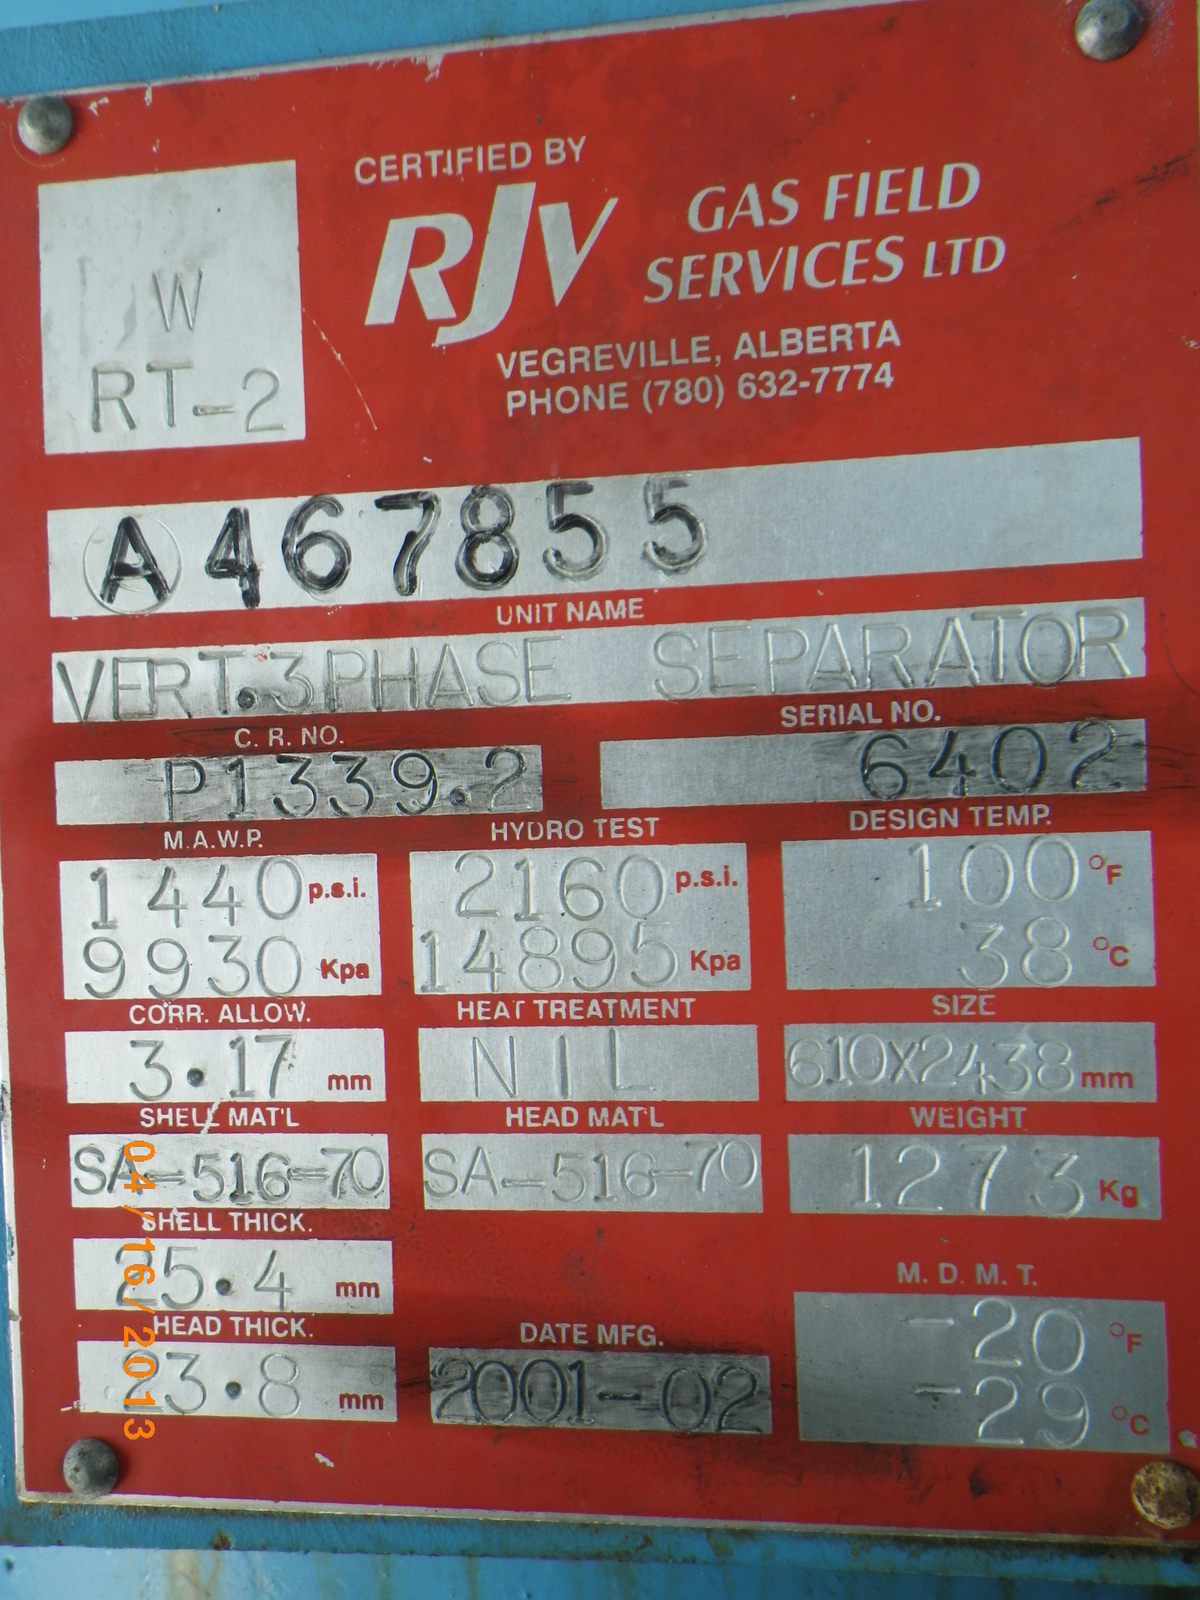 CERTIFIED BY
RJV GAS FIELD
SERVICES LTD
VEGREVILLE, ALBERTA
PHONE (780) 632-7774
W
RT-2
A467855
UNIT NAME
VERT.3PHASE SEPARATOR
C. R. NO. SERIAL NO.
P1339.2 6402
M.A.W.P. HYDRO TEST DESIGN TEMP.
1440 p.s.i. 2160 p.s.i. 100 °F
9930 Kpa 14895 Kpa 38 °C
CORR. ALLOW. HEAT TREATMENT SIZE
3.17 mm NIL 610X2438 mm
SHELL MAT'L HEAD MAT'L WEIGHT
SA-516-70 SA-516-70 1273 Kg
SHELL THICK.
25.4 mm M. D. M. T.
HEAD THICK. DATE MFG. -20 °F
23.8 mm 2001-02 -29 °C
04/16/2013